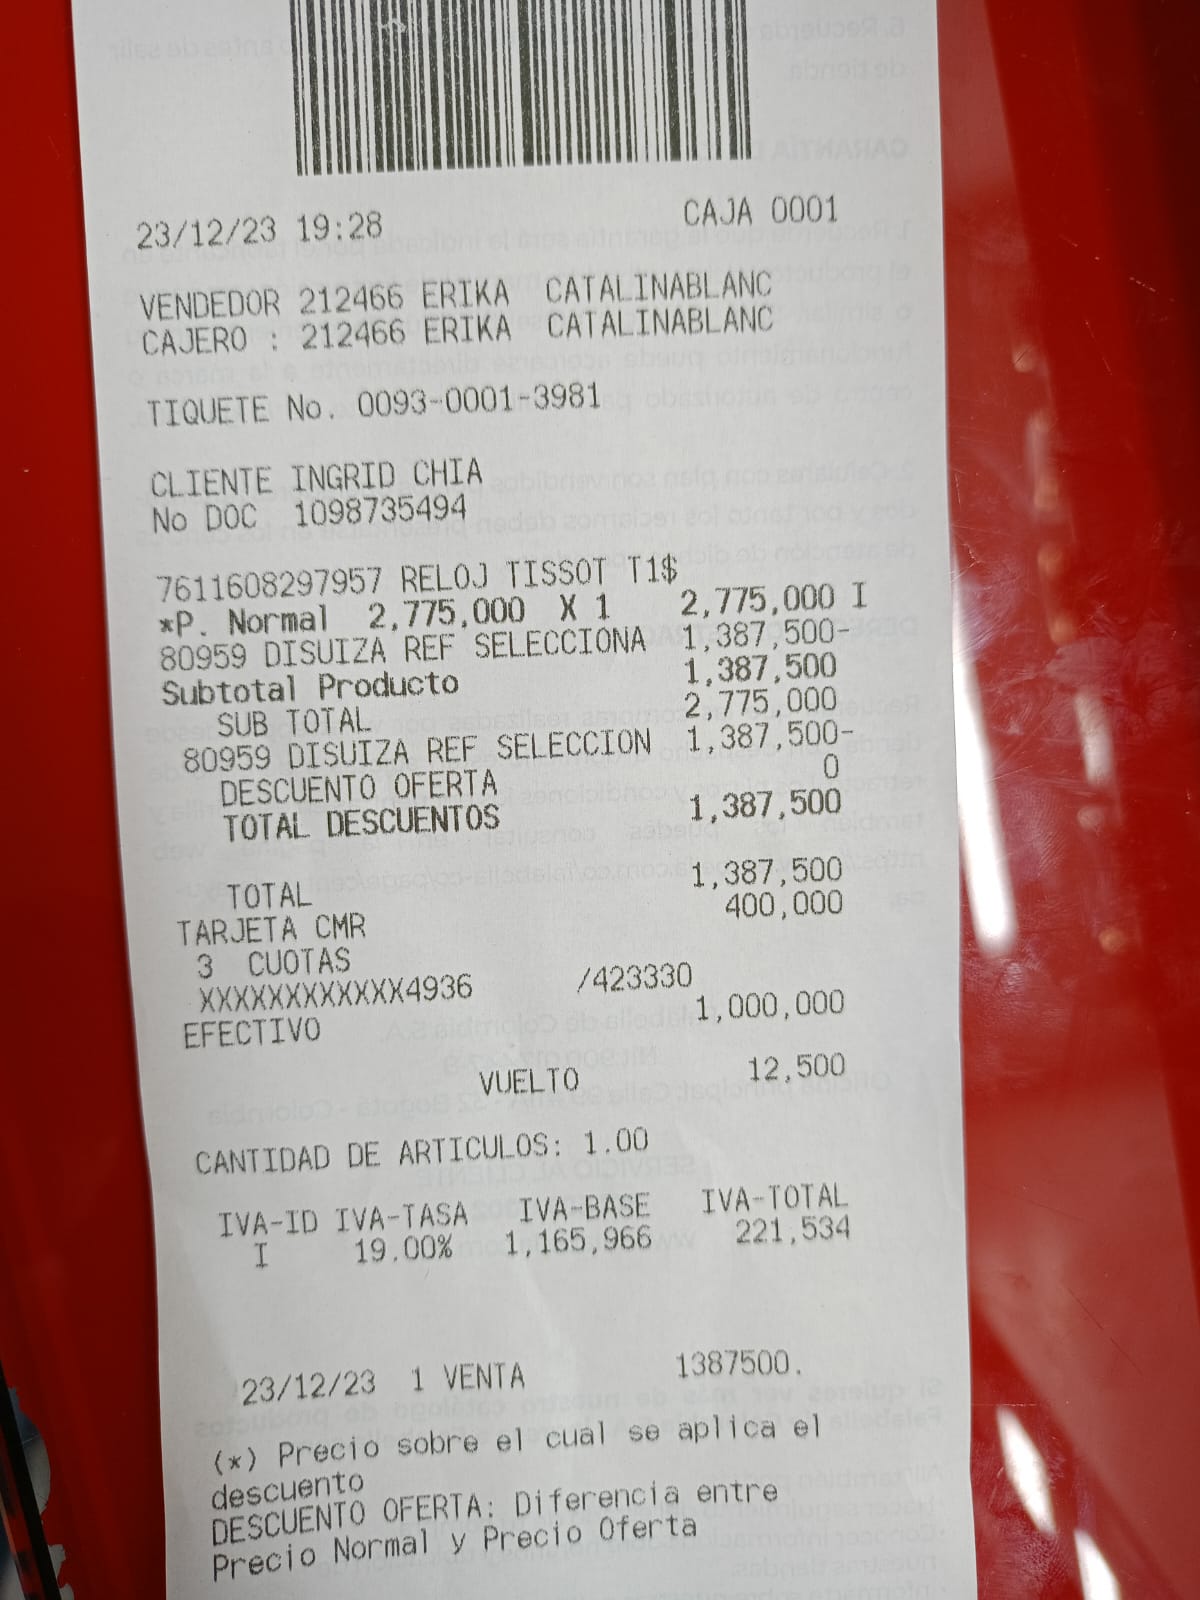 23/12/23 19:28 CAJA 0001
VENDEDOR 212466 ERIKA CATALINABLANC
CAJERO : 212466 ERIKA CATALINABLANC
TIQUETE No. 0093-0001-3981
CLIENTE INGRID CHIA
No DOC 1098735494
7611608297957 RELOJ TISSOT T1$
*P. Normal 2,775,000 X 1 2,775,000 I
80959 DISUIZA REF SELECCIONA 1,387,500-
Subtotal Producto 1,387,500
SUB TOTAL 2,775,000
80959 DISUIZA REF SELECCION 1,387,500-
DESCUENTO OFERTA 0
TOTAL DESCUENTOS 1,387,500
TOTAL 1,387,500
TARJETA CMR 400,000
3 CUOTAS
XXXXXXXXXXXX4936 /423330
EFECTIVO 1,000,000
VUELTO 12,500
CANTIDAD DE ARTICULOS: 1.00
IVA-ID IVA-TASA IVA-BASE IVA-TOTAL
I 19.00% 1,165,966 221,534
23/12/23 1 VENTA 1387500.
(*) Precio sobre el cual se aplica el
descuento
DESCUENTO OFERTA: Diferencia entre
Precio Normal y Precio Oferta